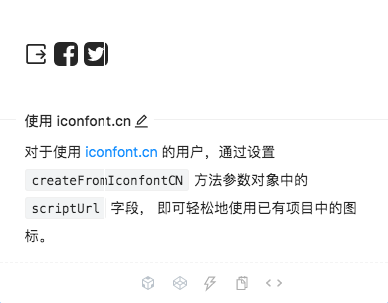 使用 iconfont.cn
对于使用 iconfont.cn 的用户，通过设置
createFromIconfontCN 方法参数对象中的
scriptUrl 字段， 即可轻松地使用已有项目中的图
标。